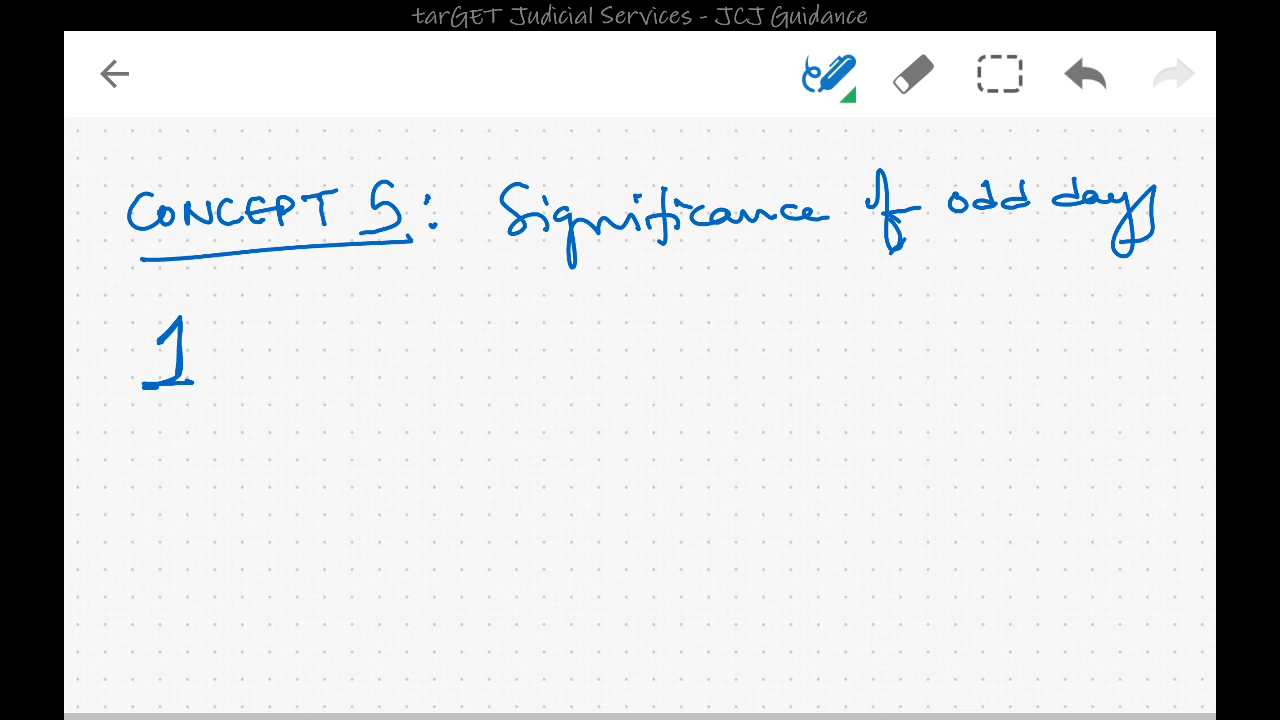 tarGET Judicial Services - JCJ Guidance
CONCEPT 5: Significance of odd days
1